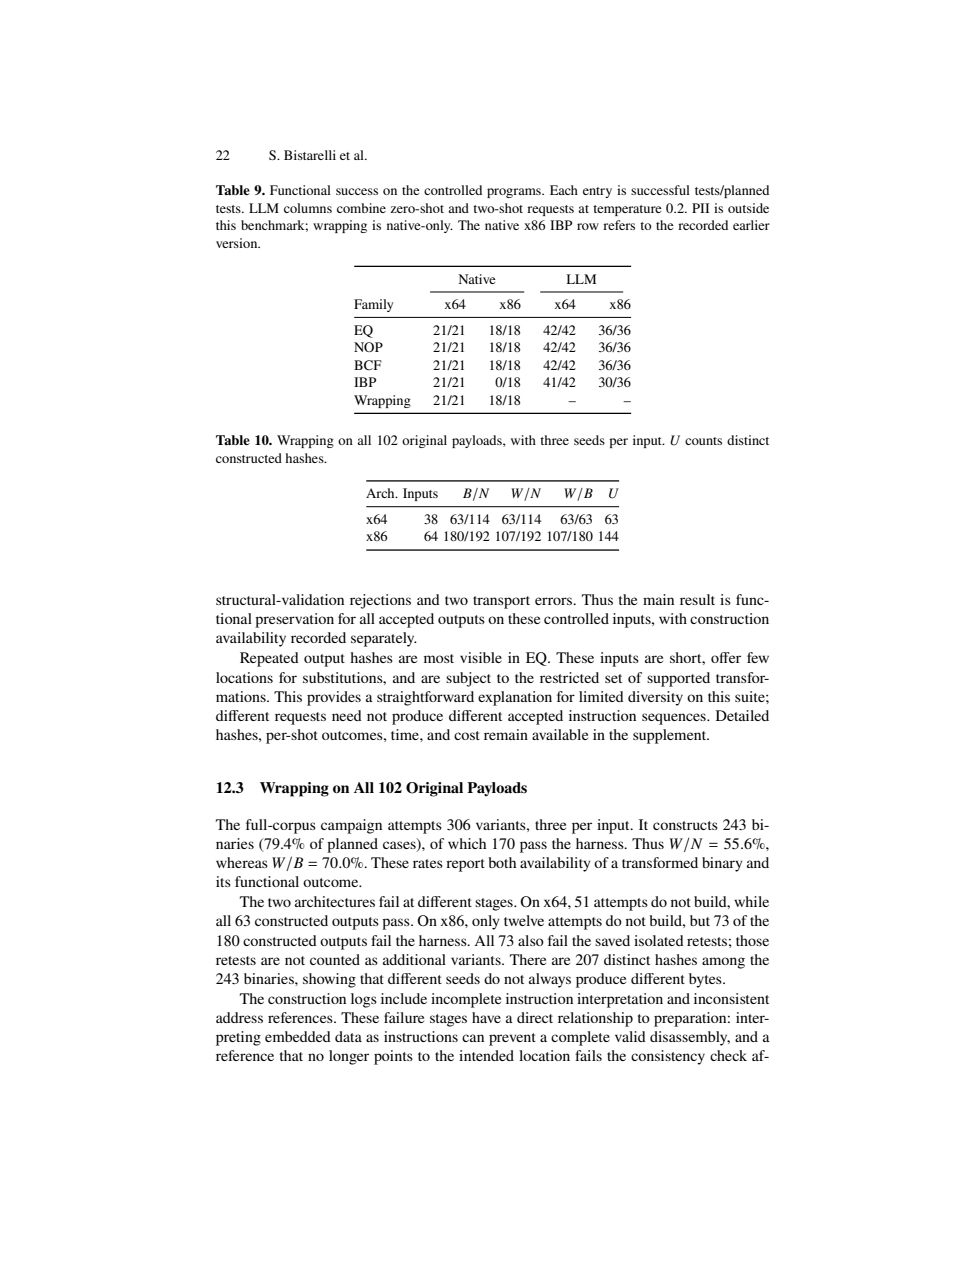 22 S. Bistarelli et al.
Table 9. Functional success on the controlled programs. Each entry is successful tests/planned
tests. LLM columns combine zero-shot and two-shot requests at temperature 0.2. PII is outside
this benchmark; wrapping is native-only. The native x86 IBP row refers to the recorded earlier
version.
Native LLM
Family x64 x86 x64 x86
EQ 21/21 18/18 42/42 36/36
NOP 21/21 18/18 42/42 36/36
BCF 21/21 18/18 42/42 36/36
IBP 21/21 0/18 41/42 30/36
Wrapping 21/21 18/18 – –
Table 10. Wrapping on all 102 original payloads, with three seeds per input. U counts distinct
constructed hashes.
Arch. Inputs B/N W/N W/B U
x64 38 63/114 63/114 63/63 63
x86 64 180/192 107/192 107/180 144
structural-validation rejections and two transport errors. Thus the main result is func-
tional preservation for all accepted outputs on these controlled inputs, with construction
availability recorded separately.
Repeated output hashes are most visible in EQ. These inputs are short, offer few
locations for substitutions, and are subject to the restricted set of supported transfor-
mations. This provides a straightforward explanation for limited diversity on this suite;
different requests need not produce different accepted instruction sequences. Detailed
hashes, per-shot outcomes, time, and cost remain available in the supplement.
12.3 Wrapping on All 102 Original Payloads
The full-corpus campaign attempts 306 variants, three per input. It constructs 243 bi-
naries (79.4% of planned cases), of which 170 pass the harness. Thus W/N = 55.6%,
whereas W/B = 70.0%. These rates report both availability of a transformed binary and
its functional outcome.
The two architectures fail at different stages. On x64, 51 attempts do not build, while
all 63 constructed outputs pass. On x86, only twelve attempts do not build, but 73 of the
180 constructed outputs fail the harness. All 73 also fail the saved isolated retests; those
retests are not counted as additional variants. There are 207 distinct hashes among the
243 binaries, showing that different seeds do not always produce different bytes.
The construction logs include incomplete instruction interpretation and inconsistent
address references. These failure stages have a direct relationship to preparation: inter-
preting embedded data as instructions can prevent a complete valid disassembly, and a
reference that no longer points to the intended location fails the consistency check af-